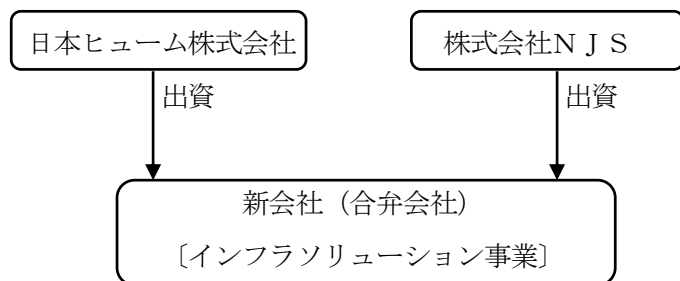 日本ヒューム株式会社
株式会社ＮＪＳ
出資
出資
新会社（合弁会社）
〔インフラソリューション事業〕